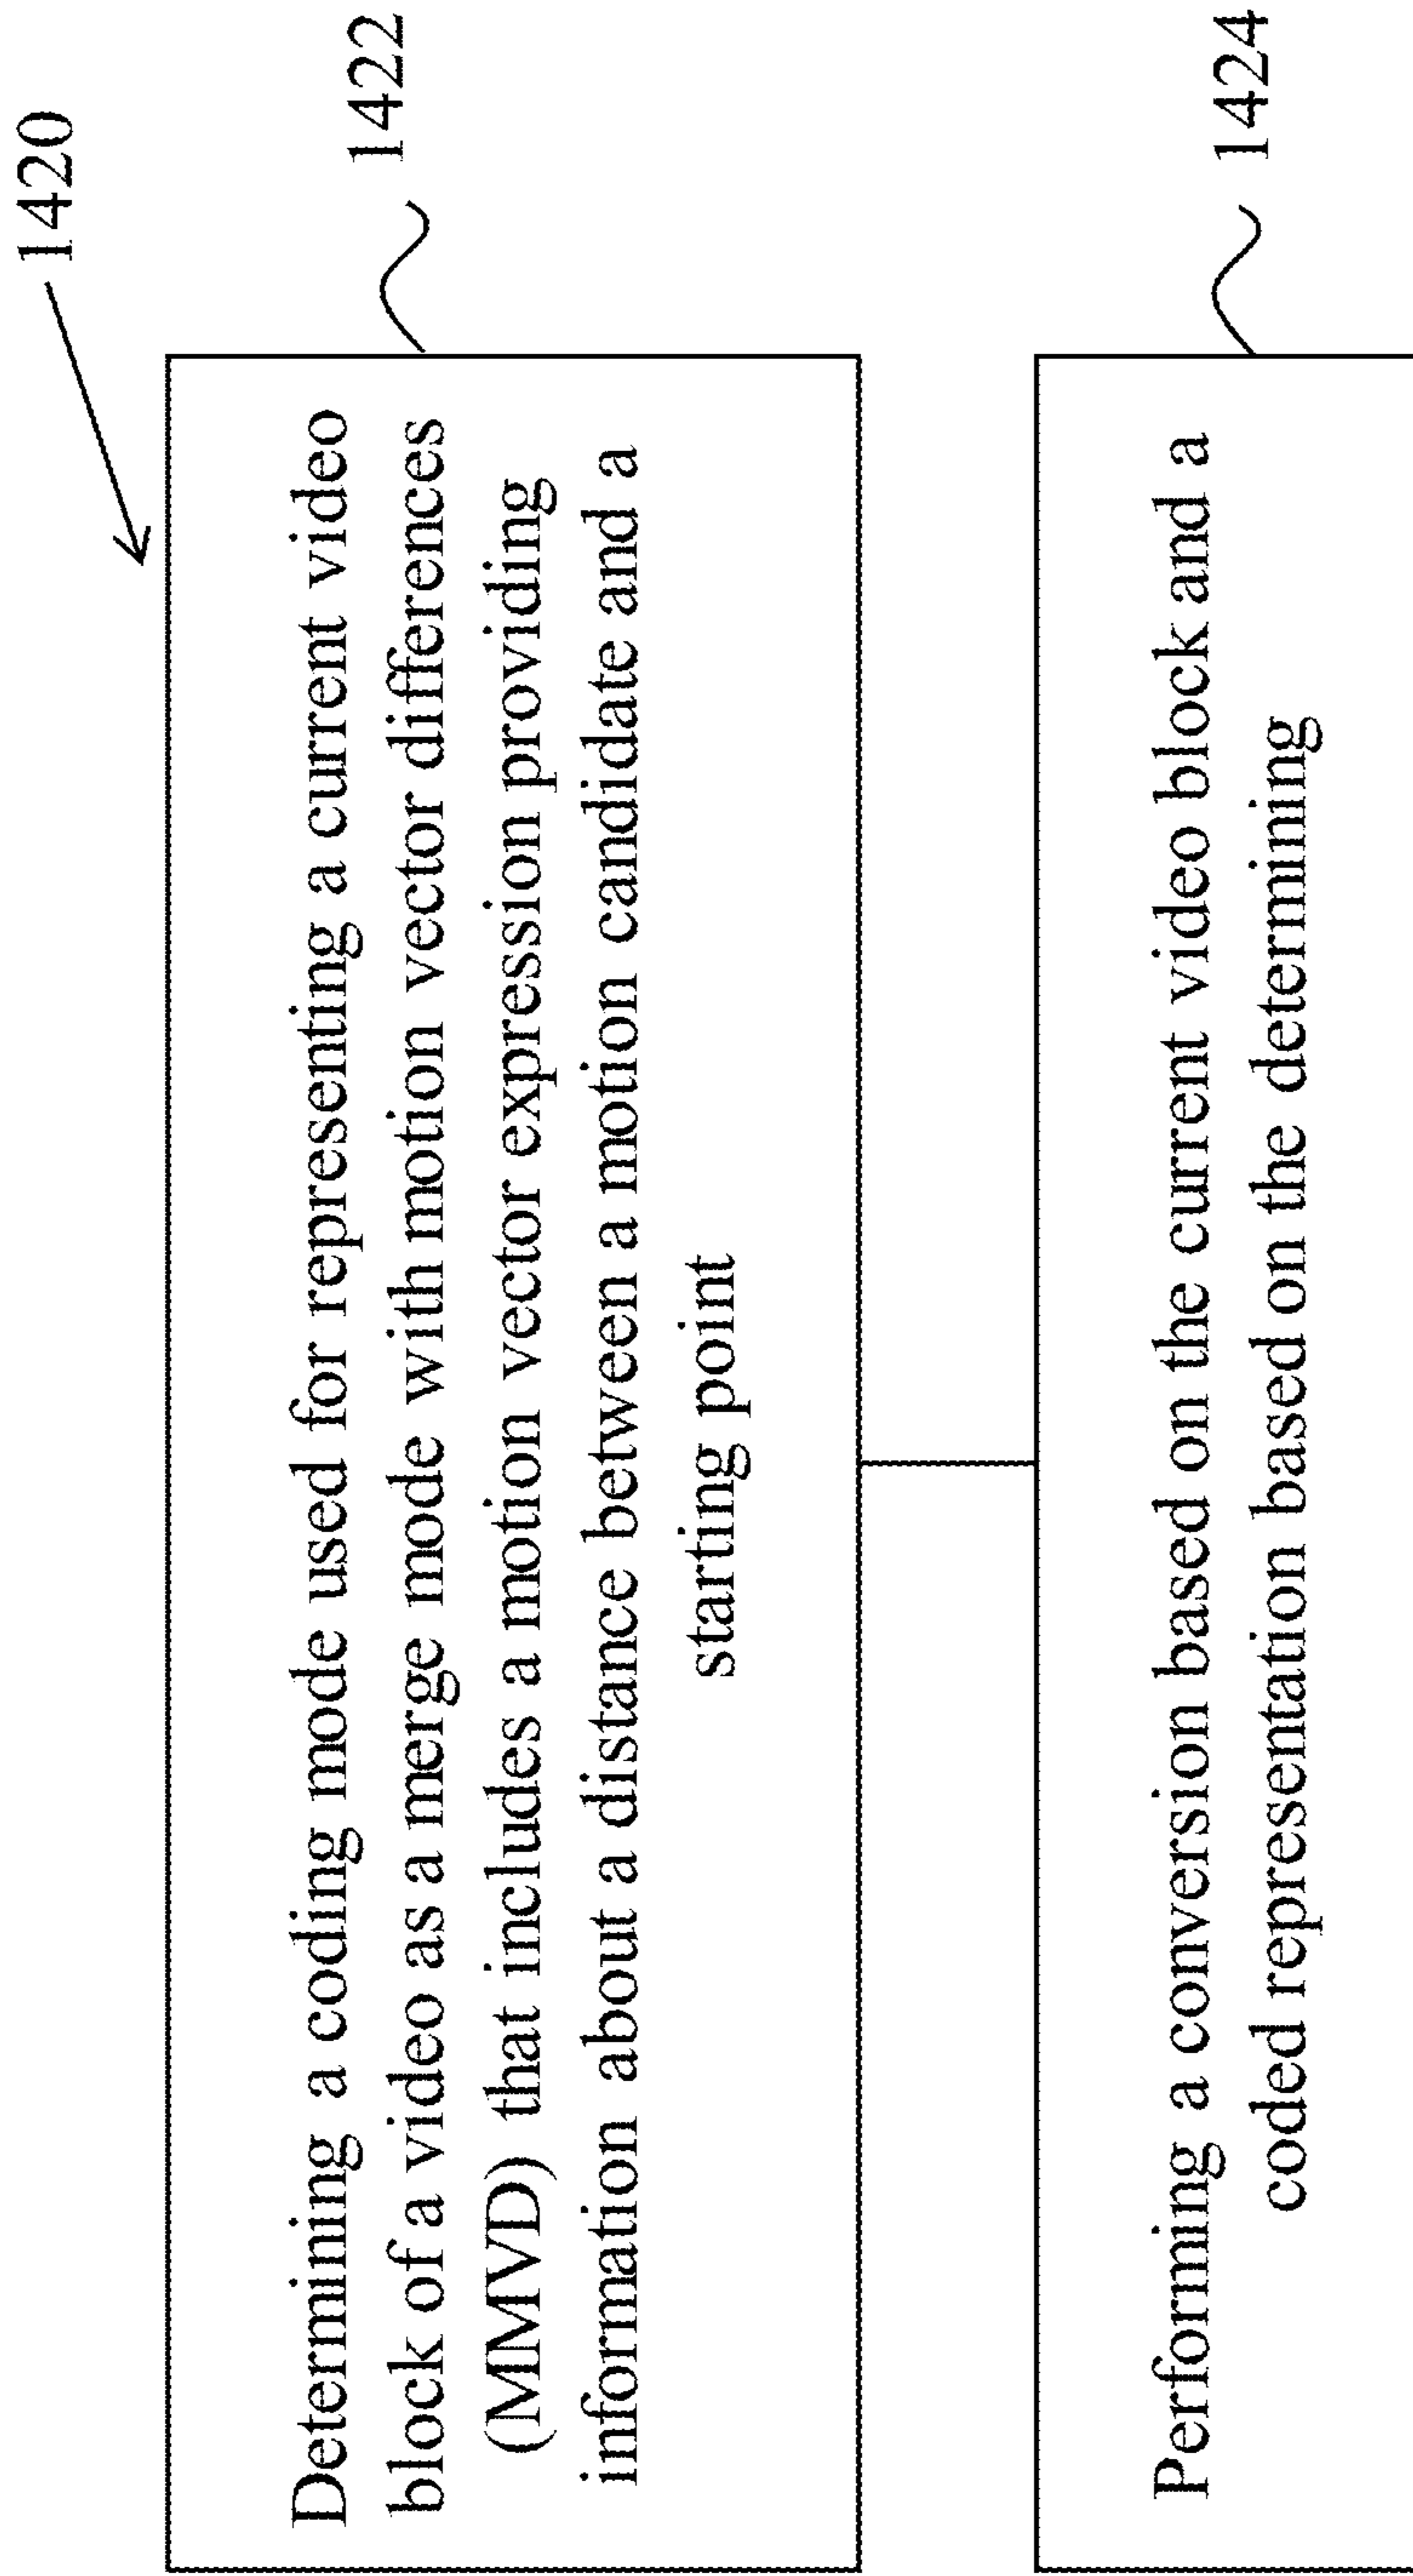 1420
Determining a coding mode used for representing a current video
block of a video as a merge mode with motion vector differences
(MMVD) that includes a motion vector expression providing
information about a distance between a motion candidate and a
starting point
1422
Performing a conversion based on the current video block and a
coded representation based on the determining
1424